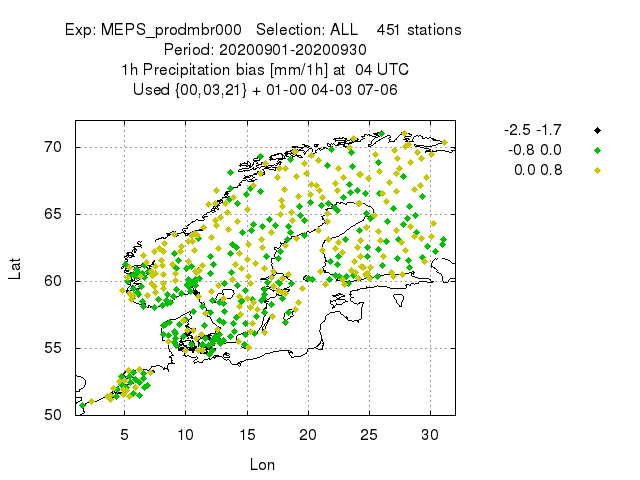 Exp: MEPS_prodmbr000   Selection: ALL    451 stations
Period: 20200901-20200930
1h Precipitation bias [mm/1h] at  04 UTC
Used {00,03,21} + 01-00 04-03 07-06
-2.5 -1.7
-0.8 0.0
0.0 0.8
70
65
60
55
50
Lat
5 10 15 20 25 30
Lon